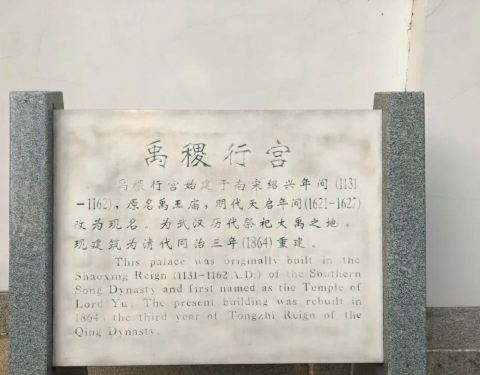 禹稷行宫
禹稷行宫始建于南宋绍兴年间(1131
-1162)，原名禹王庙，明代天启年间(1621-1627)
改为现名。为武汉历代祭祀大禹之地。
现建筑为清代同治三年(1864)重建。
This palace was originally built in the
Shaoxing Reign (1131-1162 A.D.) of the Southern
Song Dynasty and first named as the Temple of
Lord Yu. The present building was rebuilt in
1864, the third year of Tongzhi Reign of the
Qing Dynasty.